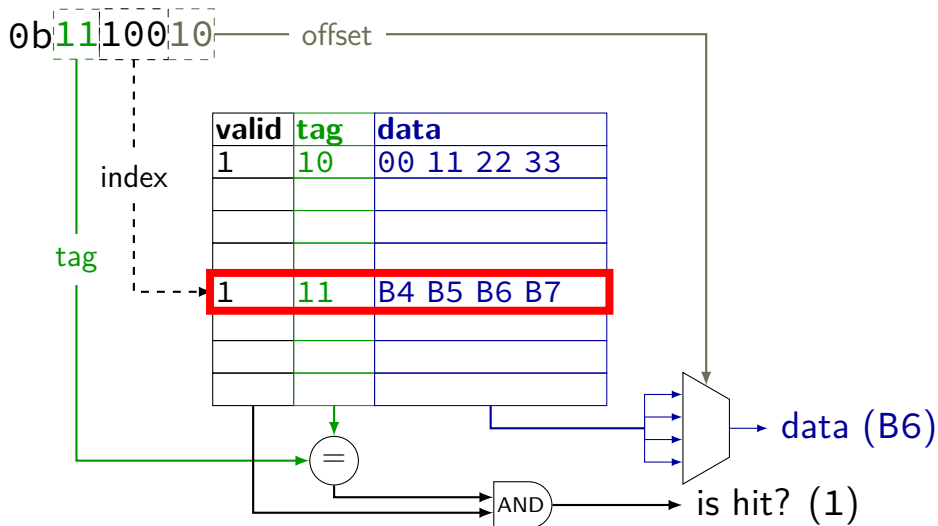 0b1110010
offset
valid tag data
1 10 00 11 22 33
index
tag
1 11 B4 B5 B6 B7
data (B6)
=
AND
is hit? (1)